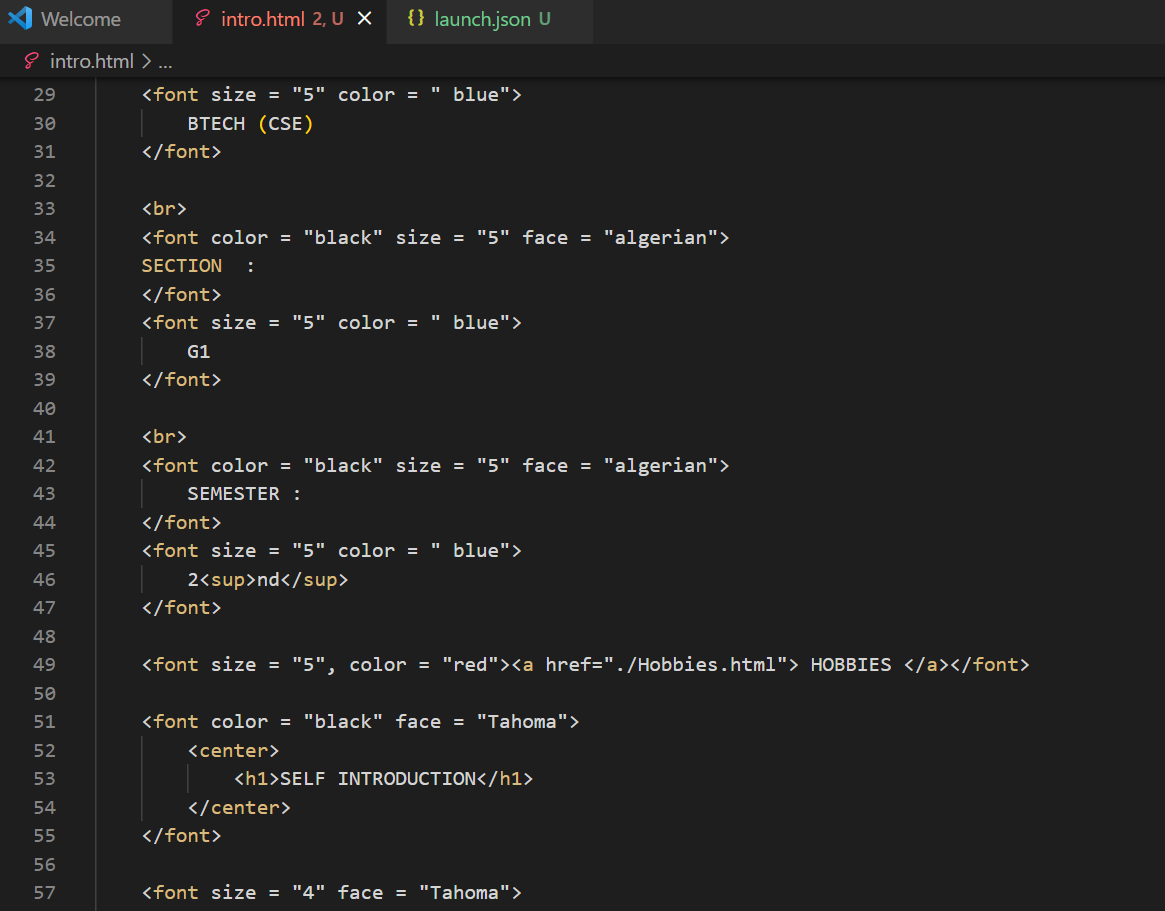 Welcome
intro.html 2, U
{} launch.json U
intro.html > ...
29 <font size = "5" color = " blue">
30 BTECH (CSE)
31 </font>
32
33 <br>
34 <font color = "black" size = "5" face = "algerian">
35 SECTION  :
36 </font>
37 <font size = "5" color = " blue">
38 G1
39 </font>
40
41 <br>
42 <font color = "black" size = "5" face = "algerian">
43 SEMESTER :
44 </font>
45 <font size = "5" color = " blue">
46 2<sup>nd</sup>
47 </font>
48
49 <font size = "5", color = "red"><a href="./Hobbies.html"> HOBBIES </a></font>
50
51 <font color = "black" face = "Tahoma">
52 <center>
53 <h1>SELF INTRODUCTION</h1>
54 </center>
55 </font>
56
57 <font size = "4" face = "Tahoma">